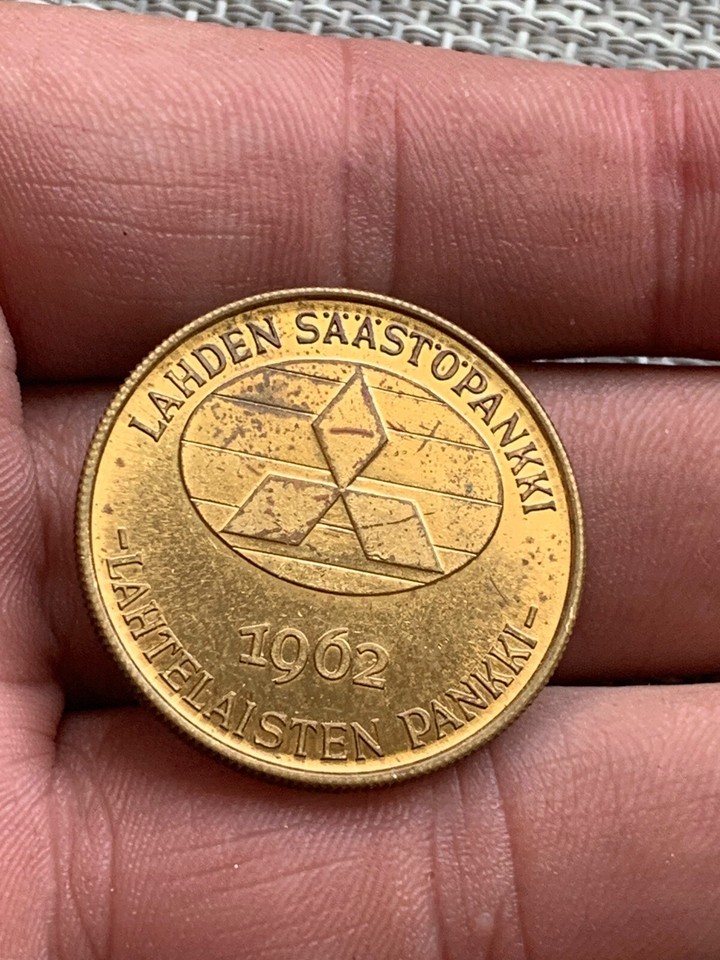 LAHDEN SÄÄSTÖPANKKI
1962
-LAHTELAISTEN PANKKI-